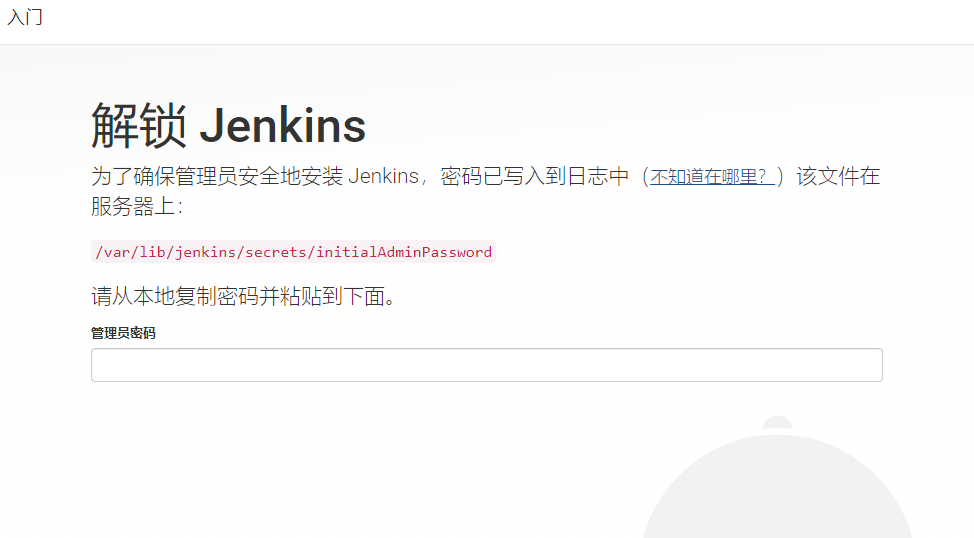 入门
解锁 Jenkins
为了确保管理员安全地安装 Jenkins，密码已写入到日志中（不知道在哪里？）该文件在
服务器上：
/var/lib/jenkins/secrets/initialAdminPassword
请从本地复制密码并粘贴到下面。
管理员密码